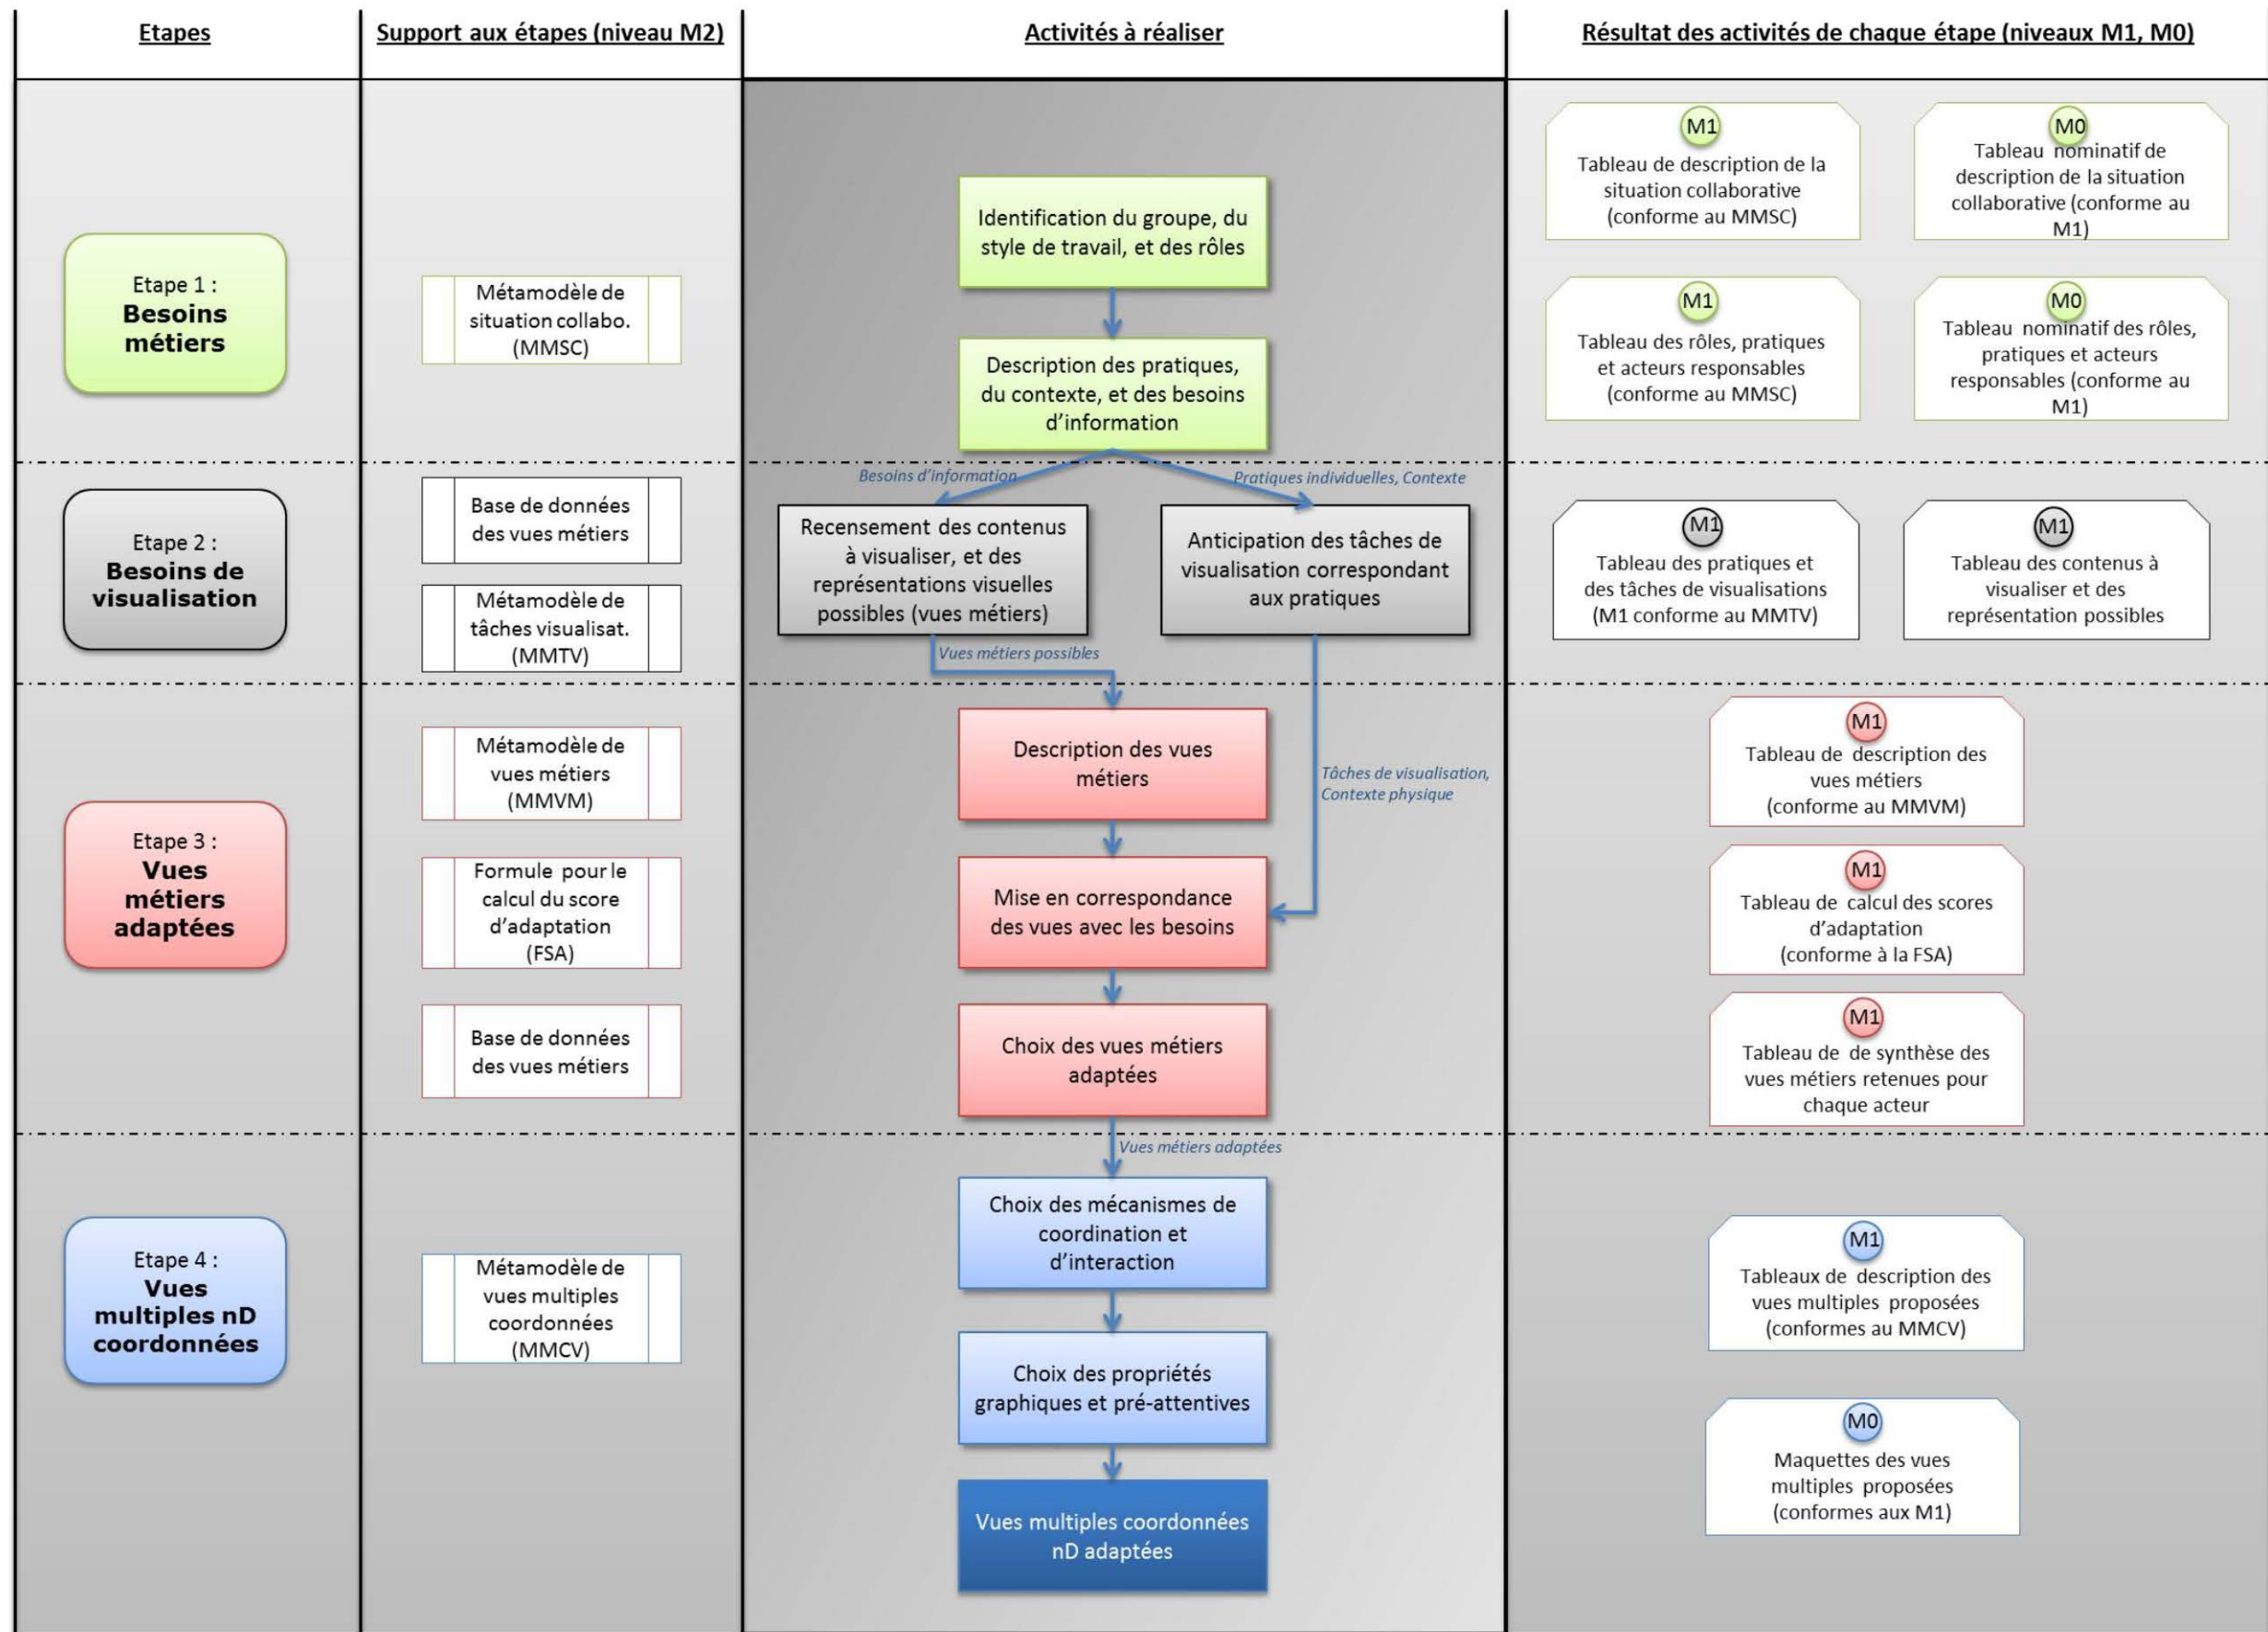 Etapes
Support aux étapes (niveau M2)
Activités à réaliser
Résultat des activités de chaque étape (niveaux M1, M0)
Etape 1 :
Besoins
métiers
Métamodèle de
situation collabo.
(MMSC)
Identification du groupe, du
style de travail, et des rôles
Description des pratiques,
du contexte, et des besoins
d’information
M1
Tableau de description de la
situation collaborative
(conforme au MMSC)
M0
Tableau nominatif de
description de la situation
collaborative (conforme au
M1)
M1
Tableau des rôles, pratiques
et acteurs responsables
(conforme au MMSC)
M0
Tableau nominatif des rôles,
pratiques et acteurs
responsables (conforme au
M1)
Etape 2 :
Besoins de
visualisation
Base de données
des vues métiers
Métamodèle de
tâches visualisat.
(MMTV)
Besoins d’information
Pratiques individuelles, Contexte
Recensement des contenus
à visualiser, et des
représentations visuelles
possibles (vues métiers)
Anticipation des tâches de
visualisation correspondant
aux pratiques
Vues métiers possibles
M1
Tableau des pratiques et
des tâches de visualisations
(M1 conforme au MMTV)
M1
Tableau des contenus à
visualiser et des
représentation possibles
Etape 3 :
Vues
métiers
adaptées
Métamodèle de
vues métiers
(MMVM)
Formule pour le
calcul du score
d’adaptation
(FSA)
Base de données
des vues métiers
Description des vues
métiers
Tâches de visualisation,
Contexte physique
Mise en correspondance
des vues avec les besoins
Choix des vues métiers
adaptées
M1
Tableau de description des
vues métiers
(conforme au MMVM)
M1
Tableau de calcul des scores
d’adaptation
(conforme à la FSA)
M1
Tableau de de synthèse des
vues métiers retenues pour
chaque acteur
Etape 4 :
Vues
multiples nD
coordonnées
Métamodèle de
vues multiples
coordonnées
(MMCV)
Vues métiers adaptées
Choix des mécanismes de
coordination et
d’interaction
Choix des propriétés
graphiques et pré-attentives
Vues multiples coordonnées
nD adaptées
M1
Tableaux de description des
vues multiples proposées
(conformes au MMCV)
M0
Maquettes des vues
multiples proposées
(conformes aux M1)